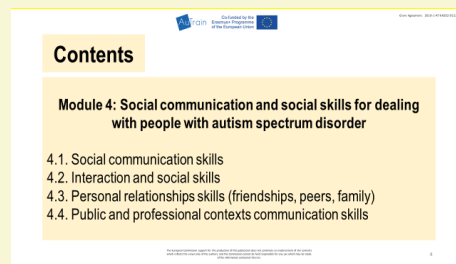 AuTrain
Co-funded by the
Erasmus+ Programme
of the European Union
Contents
Module 4: Social communication and social skills for dealing
with people with autism spectrum disorder
4.1. Social communication skills
4.2. Interaction and social skills
4.3. Personal relationships skills (friendships, peers, family)
4.4. Public and professional contexts communication skills